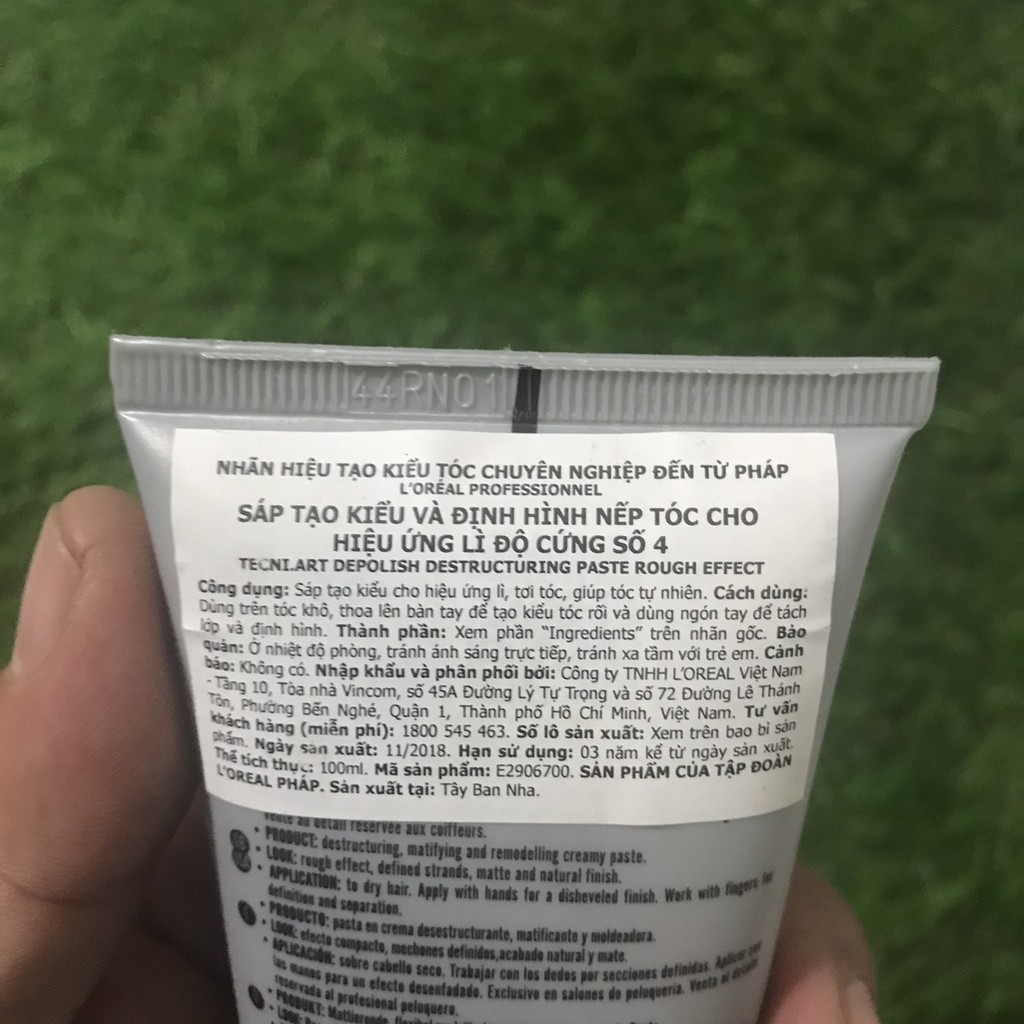 44RN01
NHÃN HIỆU TẠO KIỂU TÓC CHUYÊN NGHIỆP ĐẾN TỪ PHÁP
L'ORÉAL PROFESSIONNEL
SÁP TẠO KIỂU VÀ ĐỊNH HÌNH NẾP TÓC CHO
HIỆU ỨNG LÌ ĐỘ CỨNG SỐ 4
TECNI.ART DEPOLISH DESTRUCTURING PASTE ROUGH EFFECT
Công dụng: Sáp tạo kiểu cho hiệu ứng lì, tơi tóc, giúp tóc tự nhiên. Cách dùng:
Dùng trên tóc khô, thoa lên bàn tay để tạo kiểu tóc rối và dùng ngón tay để tách
lớp và định hình. Thành phần: Xem phần "Ingredients" trên nhãn gốc. Bảo
quản: Ở nhiệt độ phòng, tránh ánh sáng trực tiếp, tránh xa tầm với trẻ em. Cảnh
báo: Không có. Nhập khẩu và phân phối bởi: Công ty TNHH L'OREAL Việt Nam
- Tầng 10, Tòa nhà Vincom, số 45A Đường Lý Tự Trọng và số 72 Đường Lê Thánh
Tôn, Phường Bến Nghé, Quận 1, Thành phố Hồ Chí Minh, Việt Nam. Tư vấn
khách hàng (miễn phí): 1800 545 463. Số lô sản xuất: Xem trên bao bì sản
phẩm. Ngày sản xuất: 11/2018. Hạn sử dụng: 03 năm kể từ ngày sản xuất.
Thể tích thực: 100ml. Mã sản phẩm: E2906700. SẢN PHẨM CỦA TẬP ĐOÀN
L'OREAL PHÁP. Sản xuất tại: Tây Ban Nha.
vente au détail réservée aux coiffeurs.
• PRODUCT: destructuring, matifying and remodelling creamy paste.
• LOOK: rough effect, defined strands, matte and natural finish.
• APPLICATION: to dry hair. Apply with hands for a disheveled finish. Work with fingers for
definition and separation.
• PRODUCTO: pasta en crema desestructurante, matificante y moldeadora.
• LOOK: efecto compacto, mechones definidos,acabado natural y mate.
• APLICACIÓN: sobre cabello seco. Trabajar con los dedos por secciones definidas. Aplicar con
las manos para un efecto desenfadado. Exclusivo en salones de peluquería. Venta al detalle
reservada al profesional peluquero.
• PRODUKT: Mattierende,
• LOOK: